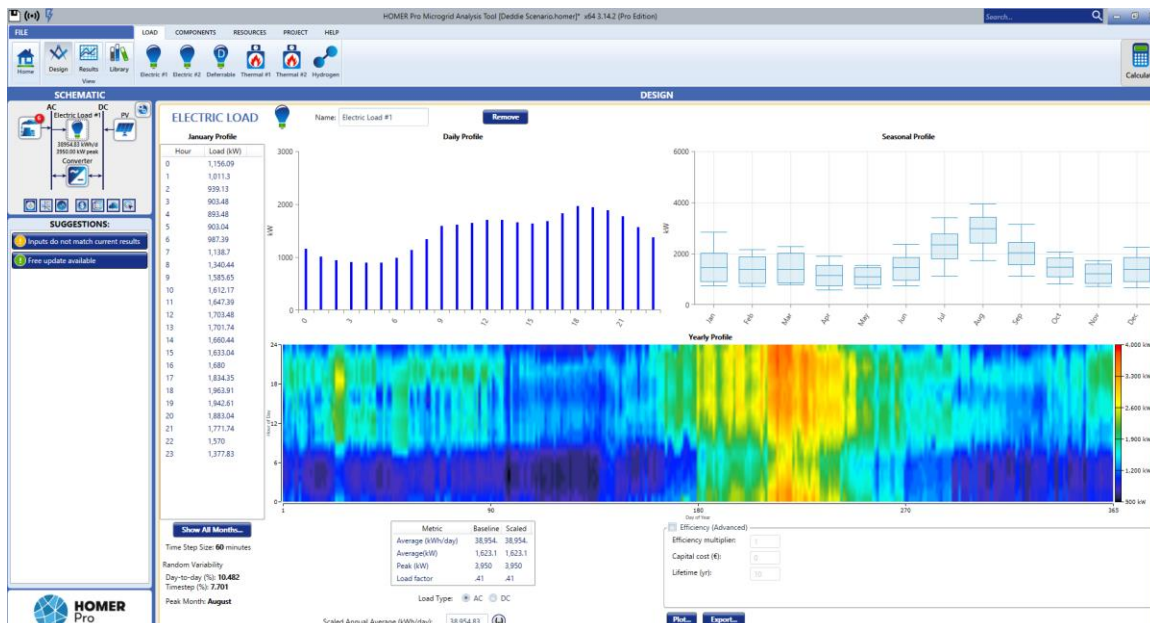 HOMER Pro Microgrid Analysis Tool [Deddie Scenario.homer]* x64 3.14.2 (Pro Edition)
Search...
FILE
LOAD COMPONENTS RESOURCES PROJECT HELP
Home Design Results Library
View
Electric #1 Electric #2 Deferrable Thermal #1 Thermal #2 Hydrogen
Calculat
SCHEMATIC
DESIGN
AC DC
Electric Load #1 PV
38954.83 kWh/d
3950.00 kW peak
Converter
SUGGESTIONS:
Inputs do not match current results
Free update available
HOMER
Pro
ELECTRIC LOAD
Name: Electric Load #1 Remove
January Profile
Hour Load (kW)
0 1,156.09
1 1,011.3
2 939.13
3 903.48
4 893.48
5 903.04
6 987.39
7 1,138.7
8 1,340.44
9 1,585.65
10 1,612.17
11 1,647.39
12 1,703.48
13 1,701.74
14 1,660.44
15 1,633.04
16 1,680
17 1,834.35
18 1,963.91
19 1,942.61
20 1,883.04
21 1,771.74
22 1,570
23 1,377.83
Daily Profile
kW
3000
2000
1000
0
0 3 6 9 12 15 18 21
Seasonal Profile
kW
6000
4000
2000
0
Jan Feb Mar Apr May Jun Jul Aug Sep Oct Nov Dec
Yearly Profile
Hour of Day
24
18
12
6
0
1 90 180 270 365
Day of Year
4,000 kW
3,300 kW
2,600 kW
1,900 kW
1,200 kW
500 kW
Show All Months...
Time Step Size: 60 minutes
Random Variability
Day-to-day (%): 10.482
Timestep (%): 7.701
Peak Month: August
Metric Baseline Scaled
Average (kWh/day) 38,954. 38,954.
Average(kW) 1,623.1 1,623.1
Peak (kW) 3,950 3,950
Load factor .41 .41
Load Type: AC DC
Scaled Annual Average (kWh/day): 38,954.83
Efficiency (Advanced)
Efficiency multiplier: 1
Capital cost (€): 0
Lifetime (yr): 10
Plot... Export...